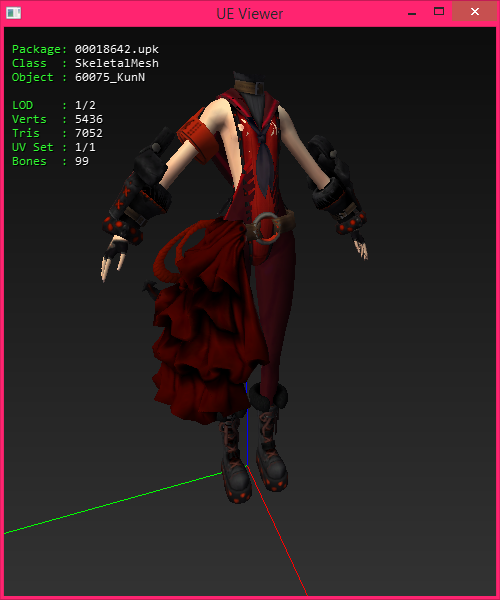 UE Viewer
Package: 00018642.upk
Class  : SkeletalMesh
Object : 60075_KunN
LOD    : 1/2
Verts  : 5436
Tris   : 7052
UV Set : 1/1
Bones  : 99